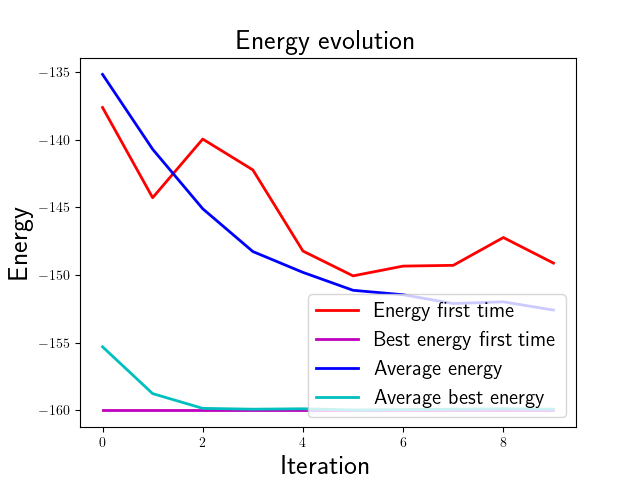 Energy evolution
−135
−140
−145
−150
−155
−160
Energy
0
2
4
6
8
Iteration
Energy first time
Best energy first time
Average energy
Average best energy